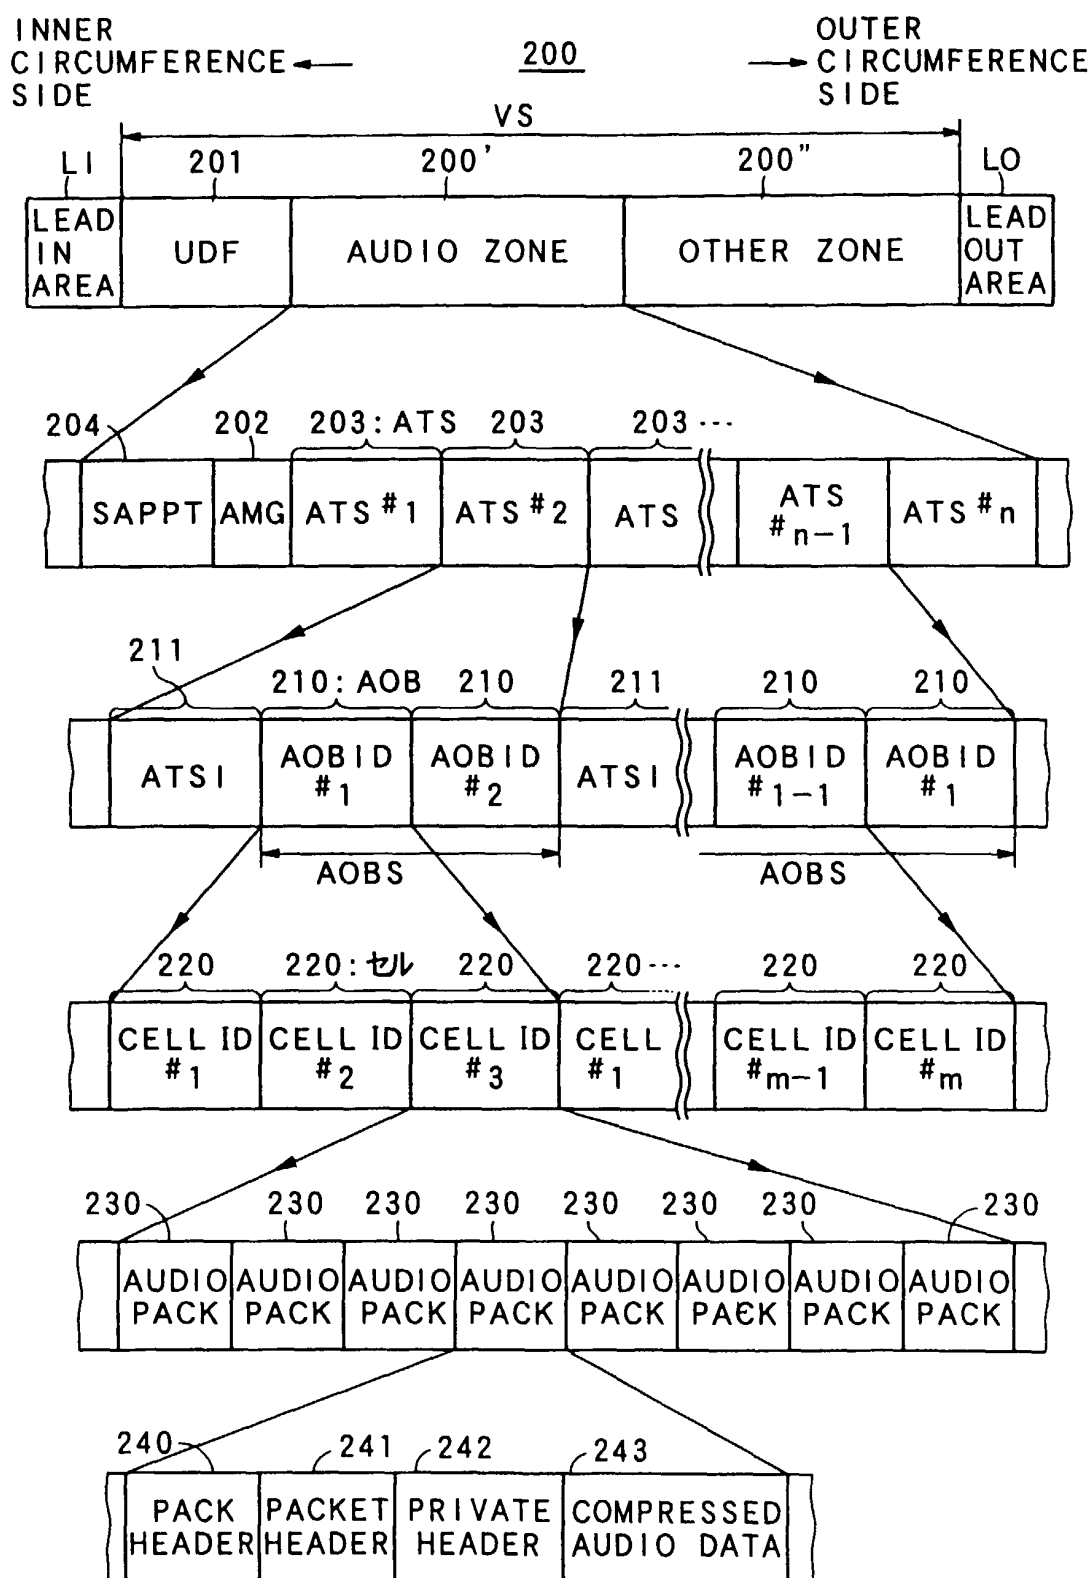 INNER CIRCUMFERENCE SIDE
200
OUTER CIRCUMFERENCE SIDE
VS
LI 201 200' 200" LO
LEAD IN AREA UDF AUDIO ZONE OTHER ZONE LEAD OUT AREA
204 202 203:ATS 203 203 ···
SAPPT AMG ATS #1 ATS #2 ATS ATS #n-1 ATS #n
211 210:AOB 210 211 210 210
ATSI AOBID #1 AOBID #2 ATSI AOBID #1-1 AOBID #1
AOBS AOBS
220 220:セル 220 220 ··· 220 220
CELL ID #1 CELL ID #2 CELL ID #3 CELL #1 CELL ID #m-1 CELL ID #m
230 230 230 230 230 230 230 230
AUDIO PACK AUDIO PACK AUDIO PACK AUDIO PACK AUDIO PACK AUDIO PACK AUDIO PACK AUDIO PACK
240 241 242 243
PACK HEADER PACKET HEADER PRIVATE HEADER COMPRESSED AUDIO DATA